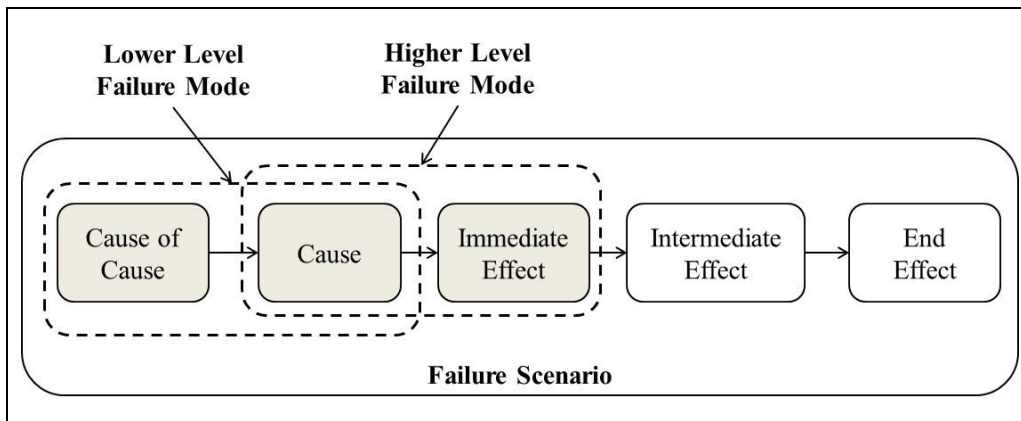 Lower Level
Failure Mode
Higher Level
Failure Mode
Cause of
Cause
Cause
Immediate
Effect
Intermediate
Effect
End
Effect
Failure Scenario